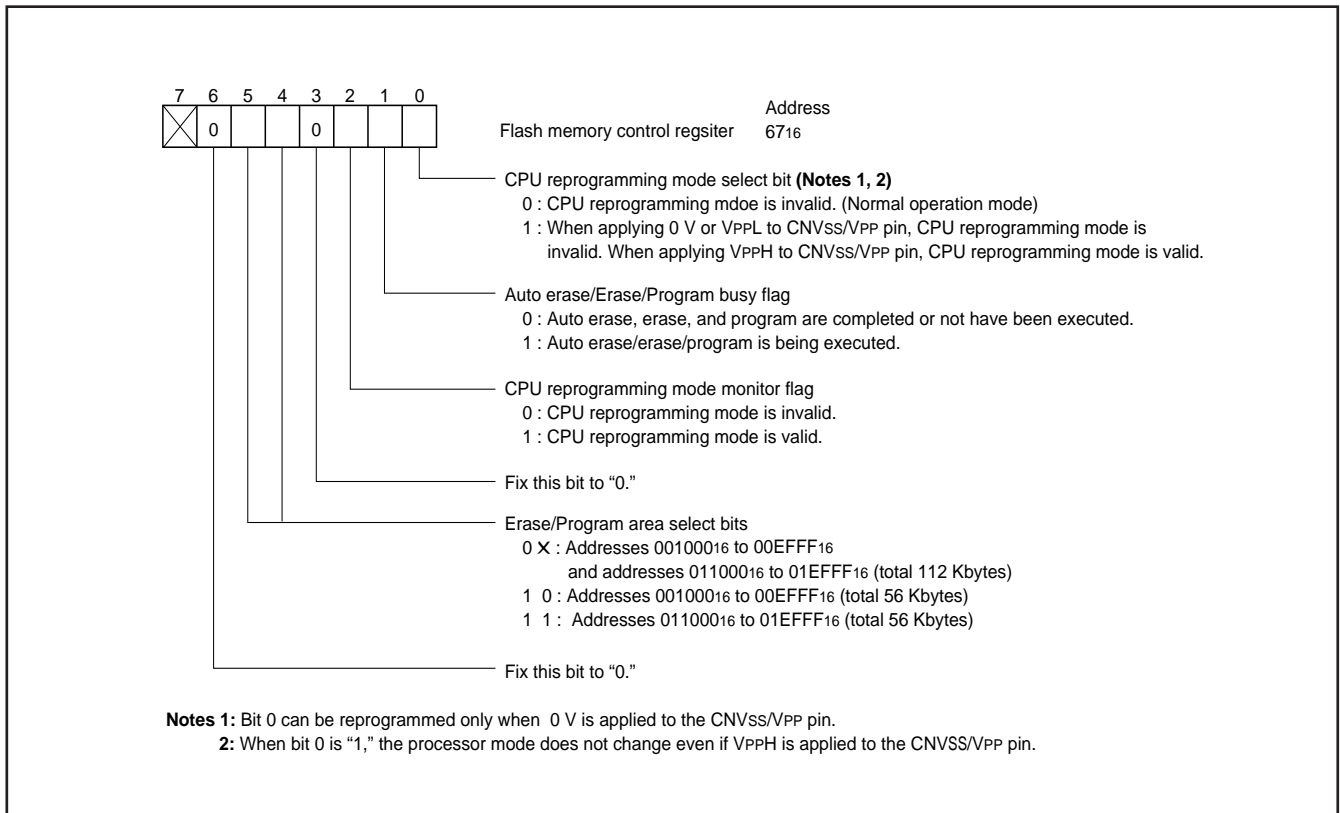 7 6 5 4 3 2 1 0
0 0
Address
Flash memory control regsiter 6716
CPU reprogramming mode select bit (Notes 1, 2)
0 : CPU reprogramming mdoe is invalid. (Normal operation mode)
1 : When applying 0 V or VPPL to CNVSS/VPP pin, CPU reprogramming mode is
invalid. When applying VPPH to CNVSS/VPP pin, CPU reprogramming mode is valid.
Auto erase/Erase/Program busy flag
0 : Auto erase, erase, and program are completed or not have been executed.
1 : Auto erase/erase/program is being executed.
CPU reprogramming mode monitor flag
0 : CPU reprogramming mode is invalid.
1 : CPU reprogramming mode is valid.
Fix this bit to “0.”
Erase/Program area select bits
0 X : Addresses 00100016 to 00EFFF16
and addresses 01100016 to 01EFFF16 (total 112 Kbytes)
1 0 : Addresses 00100016 to 00EFFF16 (total 56 Kbytes)
1 1 : Addresses 01100016 to 01EFFF16 (total 56 Kbytes)
Fix this bit to “0.”
Notes 1: Bit 0 can be reprogrammed only when 0 V is applied to the CNVSS/VPP pin.
2: When bit 0 is “1,” the processor mode does not change even if VPPH is applied to the CNVSS/VPP pin.